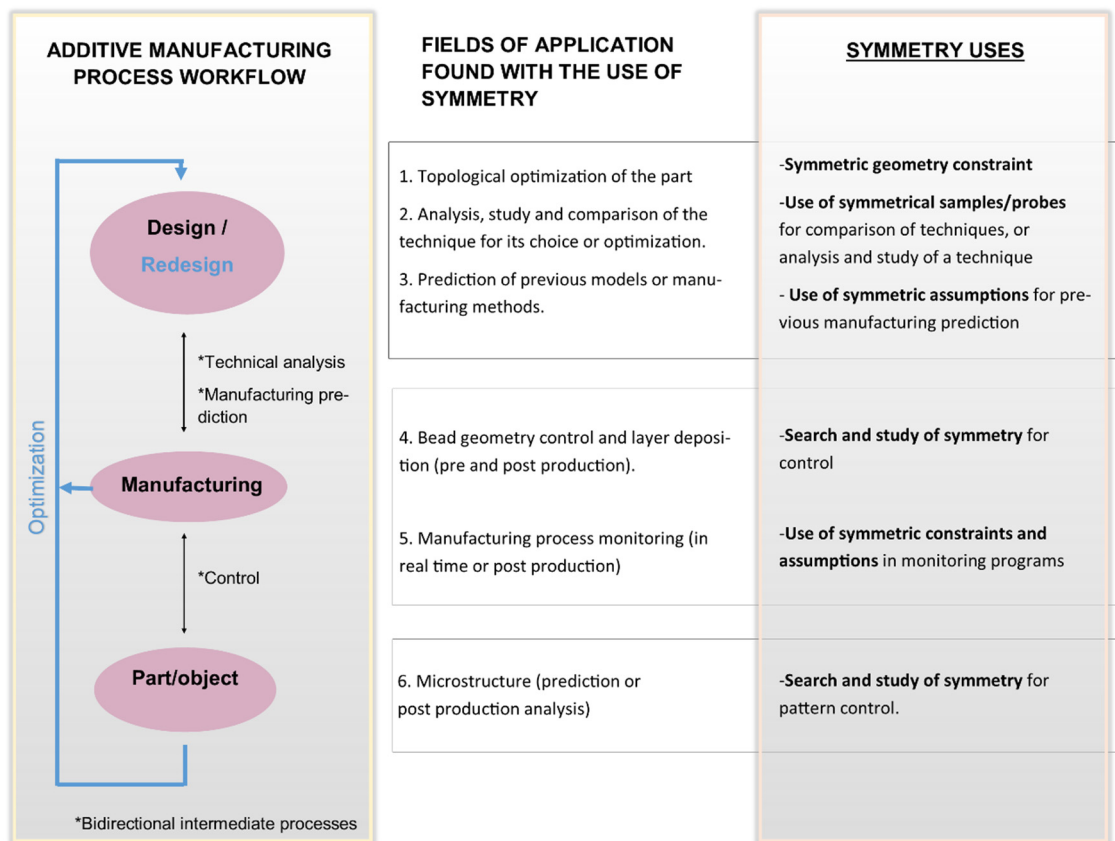 ADDITIVE MANUFACTURING
PROCESS WORKFLOW
Design /
Redesign
*Technical analysis
*Manufacturing pre-
diction
Optimization
Manufacturing
*Control
Part/object
*Bidirectional intermediate processes
FIELDS OF APPLICATION
FOUND WITH THE USE OF
SYMMETRY
1. Topological optimization of the part
2. Analysis, study and comparison of the
technique for its choice or optimization.
3. Prediction of previous models or manu-
facturing methods.
4. Bead geometry control and layer deposi-
tion (pre and post production).
5. Manufacturing process monitoring (in
real time or post production)
6. Microstructure (prediction or
post production analysis)
SYMMETRY USES
-Symmetric geometry constraint
-Use of symmetrical samples/probes
for comparison of techniques, or
analysis and study of a technique
- Use of symmetric assumptions for pre-
vious manufacturing prediction
-Search and study of symmetry for
control
-Use of symmetric constraints and
assumptions in monitoring programs
-Search and study of symmetry for
pattern control.